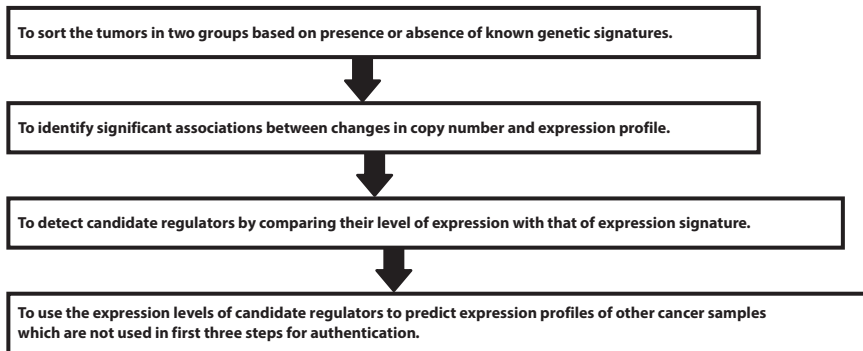 To sort the tumors in two groups based on presence or absence of known genetic signatures.
To identify significant associations between changes in copy number and expression profile.
To detect candidate regulators by comparing their level of expression with that of expression signature.
To use the expression levels of candidate regulators to predict expression profiles of other cancer samples
which are not used in first three steps for authentication.